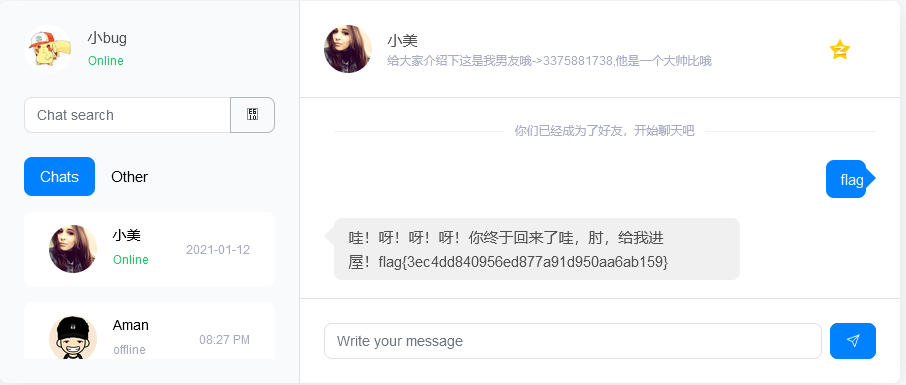 小bug
Online
Chat search
Chats
Other
小美
Online
2021-01-12
Aman
offline
08:27 PM
小美
给大家介绍下这是我男友哦->3375881738,他是一个大帅比哦
你们已经成为了好友，开始聊天吧
flag
哇！呀！呀！呀！你终于回来了哇，肘，给我进
屋！flag{3ec4dd840956ed877a91d950aa6ab159}
Write your message